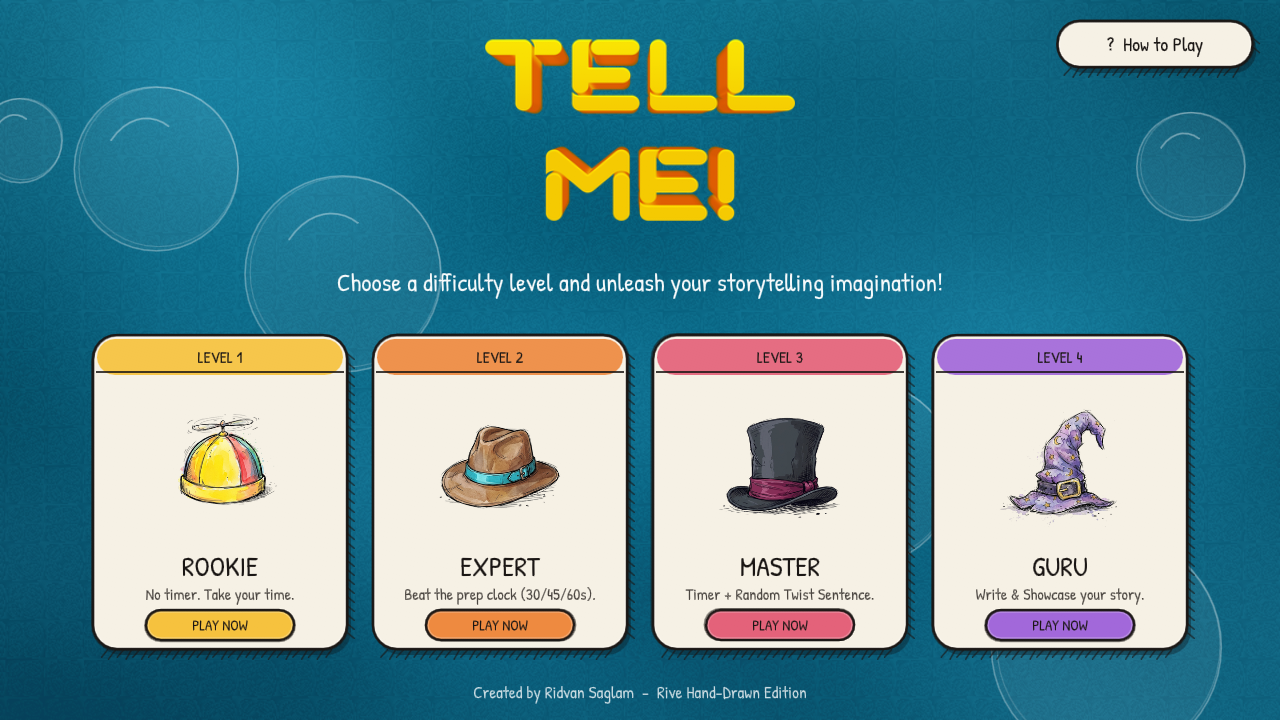 TELL
ME!
? How to Play
Choose a difficulty level and unleash your storytelling imagination!
LEVEL 1
ROOKIE
No timer. Take your time.
PLAY NOW
LEVEL 2
EXPERT
Beat the prep clock (30/45/60s).
PLAY NOW
LEVEL 3
MASTER
Timer + Random Twist Sentence.
PLAY NOW
LEVEL 4
GURU
Write & Showcase your story.
PLAY NOW
Created by Ridvan Saglam - Rive Hand-Drawn Edition